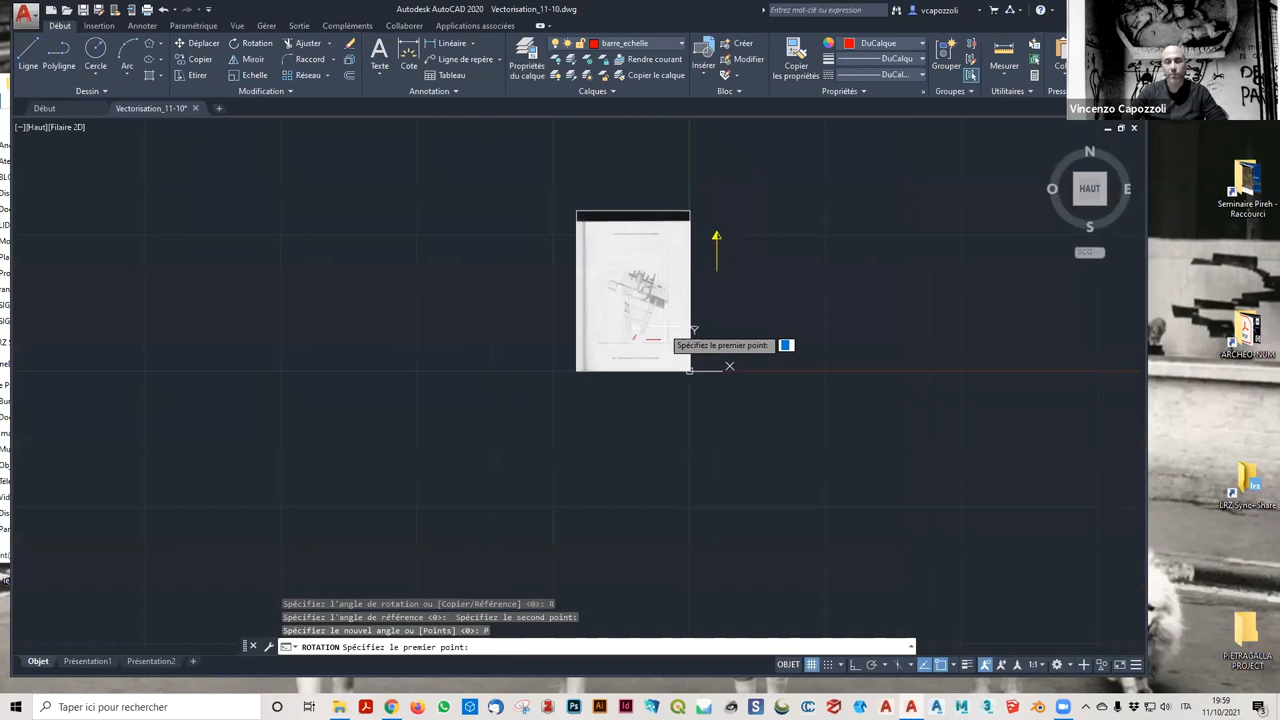 Autodesk AutoCAD 2020 Vectorisation_11-10.dwg
Entrez mot-clé ou expression
vcapozzoli
Début Insertion Annoter Paramétrique Vue Gérer Sortie Compléments Collaborer Applications associées
Ligne
Polyligne
Cercle
Arc
Déplacer
Rotation
Ajuster
Copier
Miroir
Raccord
Etirer
Echelle
Réseau
Texte
Cote
Linéaire
Ligne de repère
Tableau
Propriétés
du calque
barre_echelle
Rendre courant
Copier le calque
Insérer
Créer
Modifier
Copier
les propriétés
DuCalque
DuCalqu
DuCal...
Grouper
Mesurer
Dessin
Modification
Annotation
Calques
Bloc
Propriétés
Groupes
Utilitaires
Vincenzo Capozzoli
Début
Vectorisation_11-10*
[−][Haut][Filaire 2D]
N
O HAUT E
S
SCG
Y
Spécifiez le premier point:
X
Seminaire Pireh -
Raccourci
ARCHEO-NUM
LRZ Sync+Share
P. ETRAGALLA
PROJECT
Spécifiez l'angle de rotation ou [Copier/Référence] <0>: R
Spécifiez l'angle de référence <0>: Spécifiez le second point:
Spécifiez le nouvel angle ou [Points] <0>: P
ROTATION Spécifiez le premier point:
Objet Présentation1 Présentation2
OBJET
1:1
Taper ici pour rechercher
19:59
11/10/2021